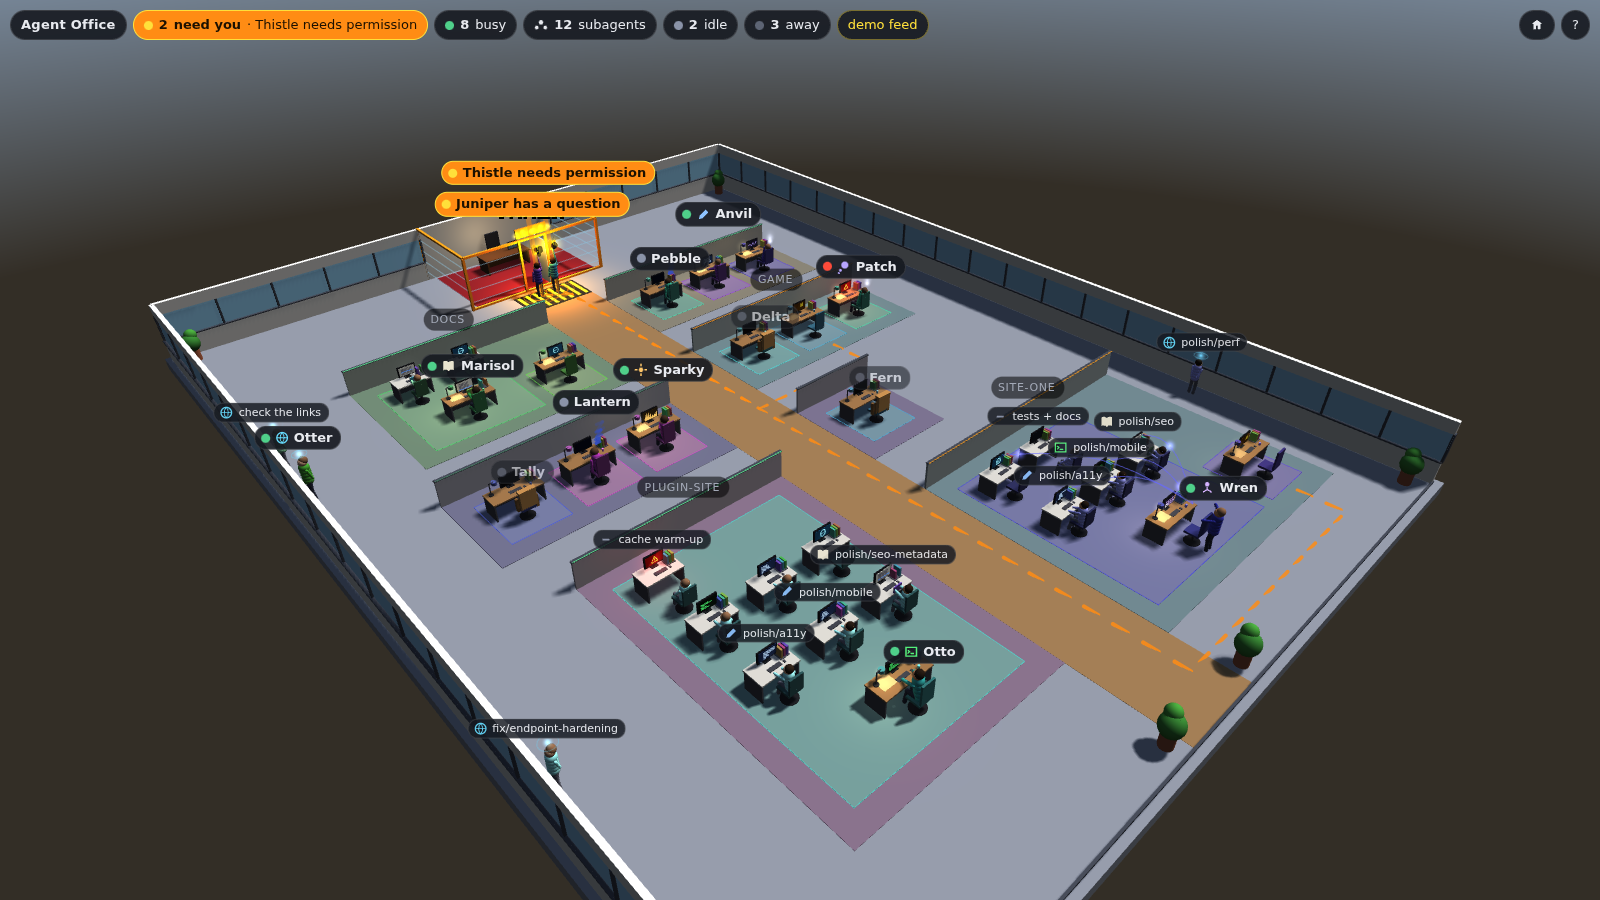 Agent Office
2 need you · Thistle needs permission
8 busy
12 subagents
2 idle
3 away
demo feed
?
Thistle needs permission
Juniper has a question
Anvil
Pebble
GAME
Patch
DOCS
Delta
polish/perf
Marisol
Sparky
Fern
SITE-ONE
Lantern
check the links
tests + docs
polish/seo
Otter
polish/mobile
Tally
polish/a11y
PLUGIN-SITE
Wren
cache warm-up
polish/seo-metadata
polish/mobile
polish/a11y
Otto
fix/endpoint-hardening